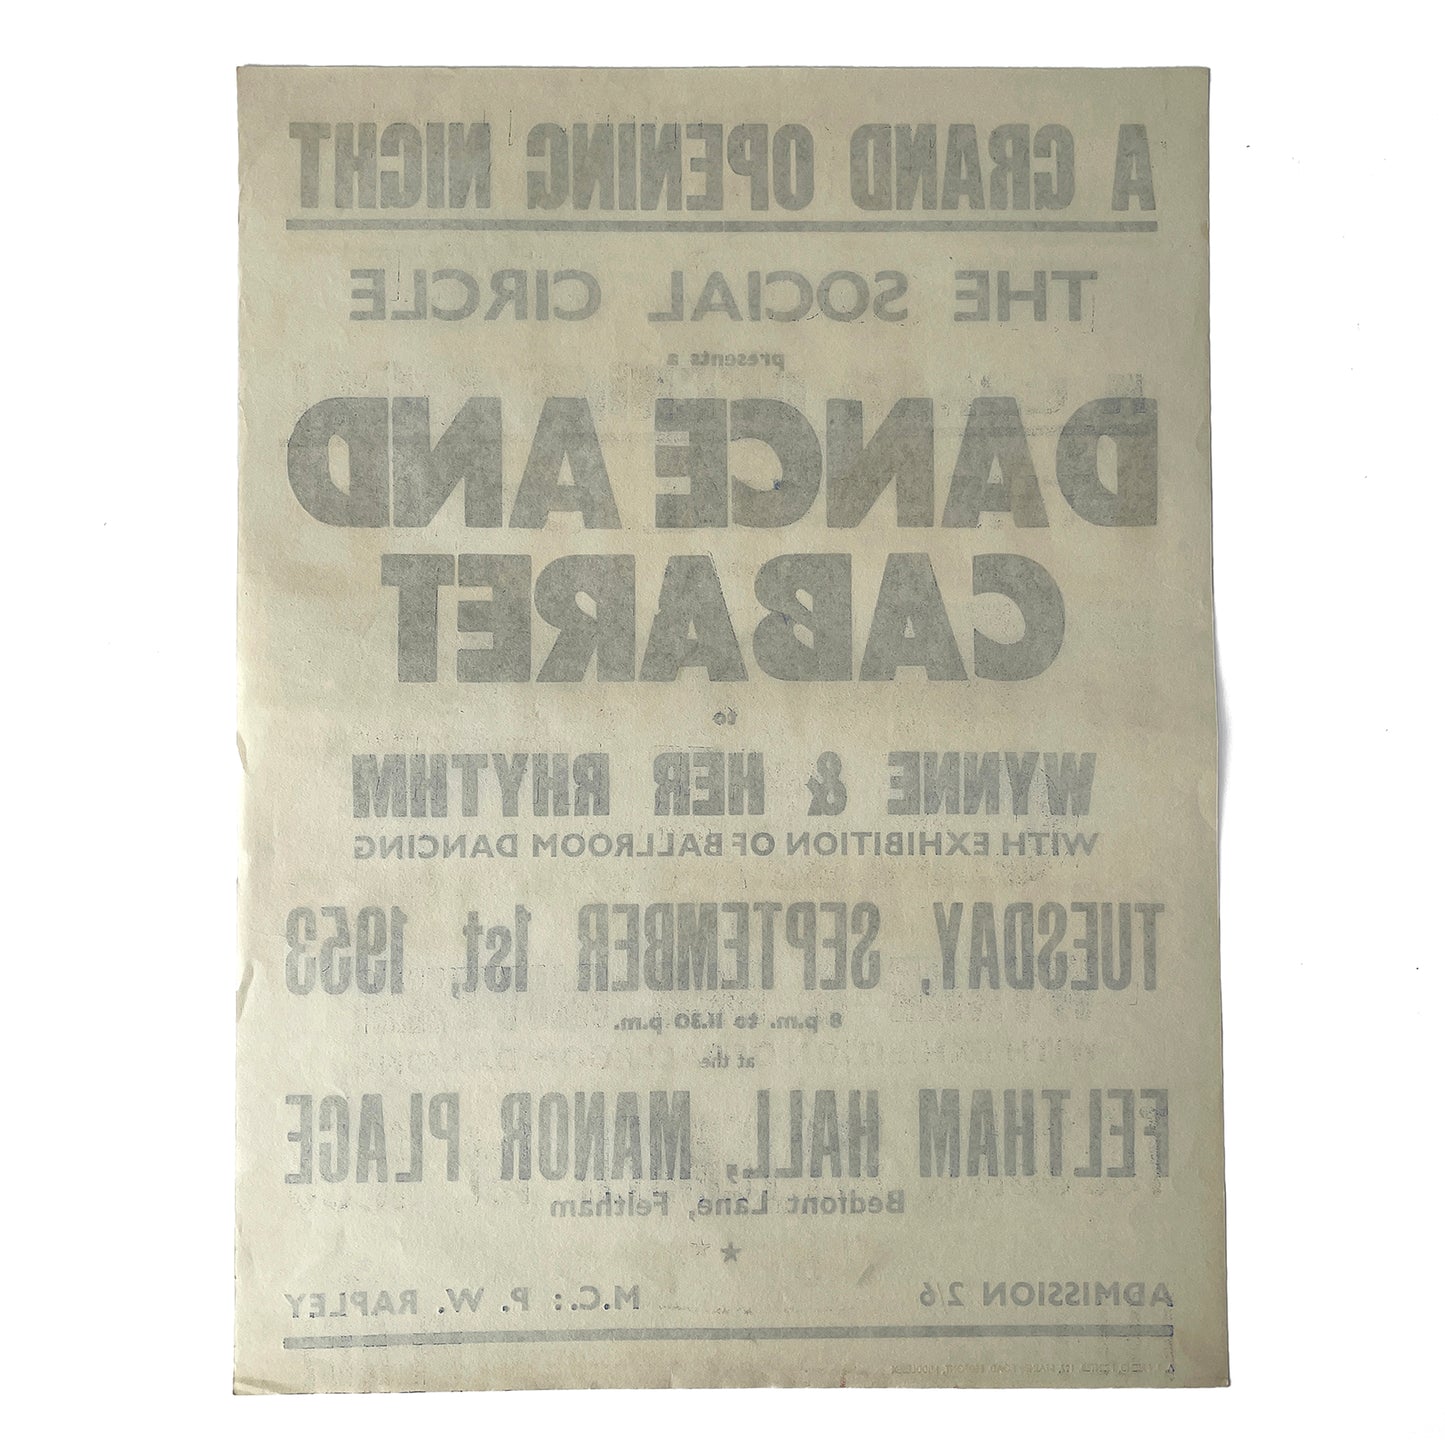 A GRAND OPENING NIGHT
THE SOCIAL CIRCLE
presents a
DANCE AND
CABARET
to
WYNNE & HER RHYTHM
WITH EXHIBITION OF BALLROOM DANCING
TUESDAY, SEPTEMBER 1st, 1953
8 p.m. to 11.30 p.m.
at the
FELTHAM HALL, MANOR PLACE
Bedfont Lane, Feltham
ADMISSION 2/6 M.C.: P. W. RAPLEY